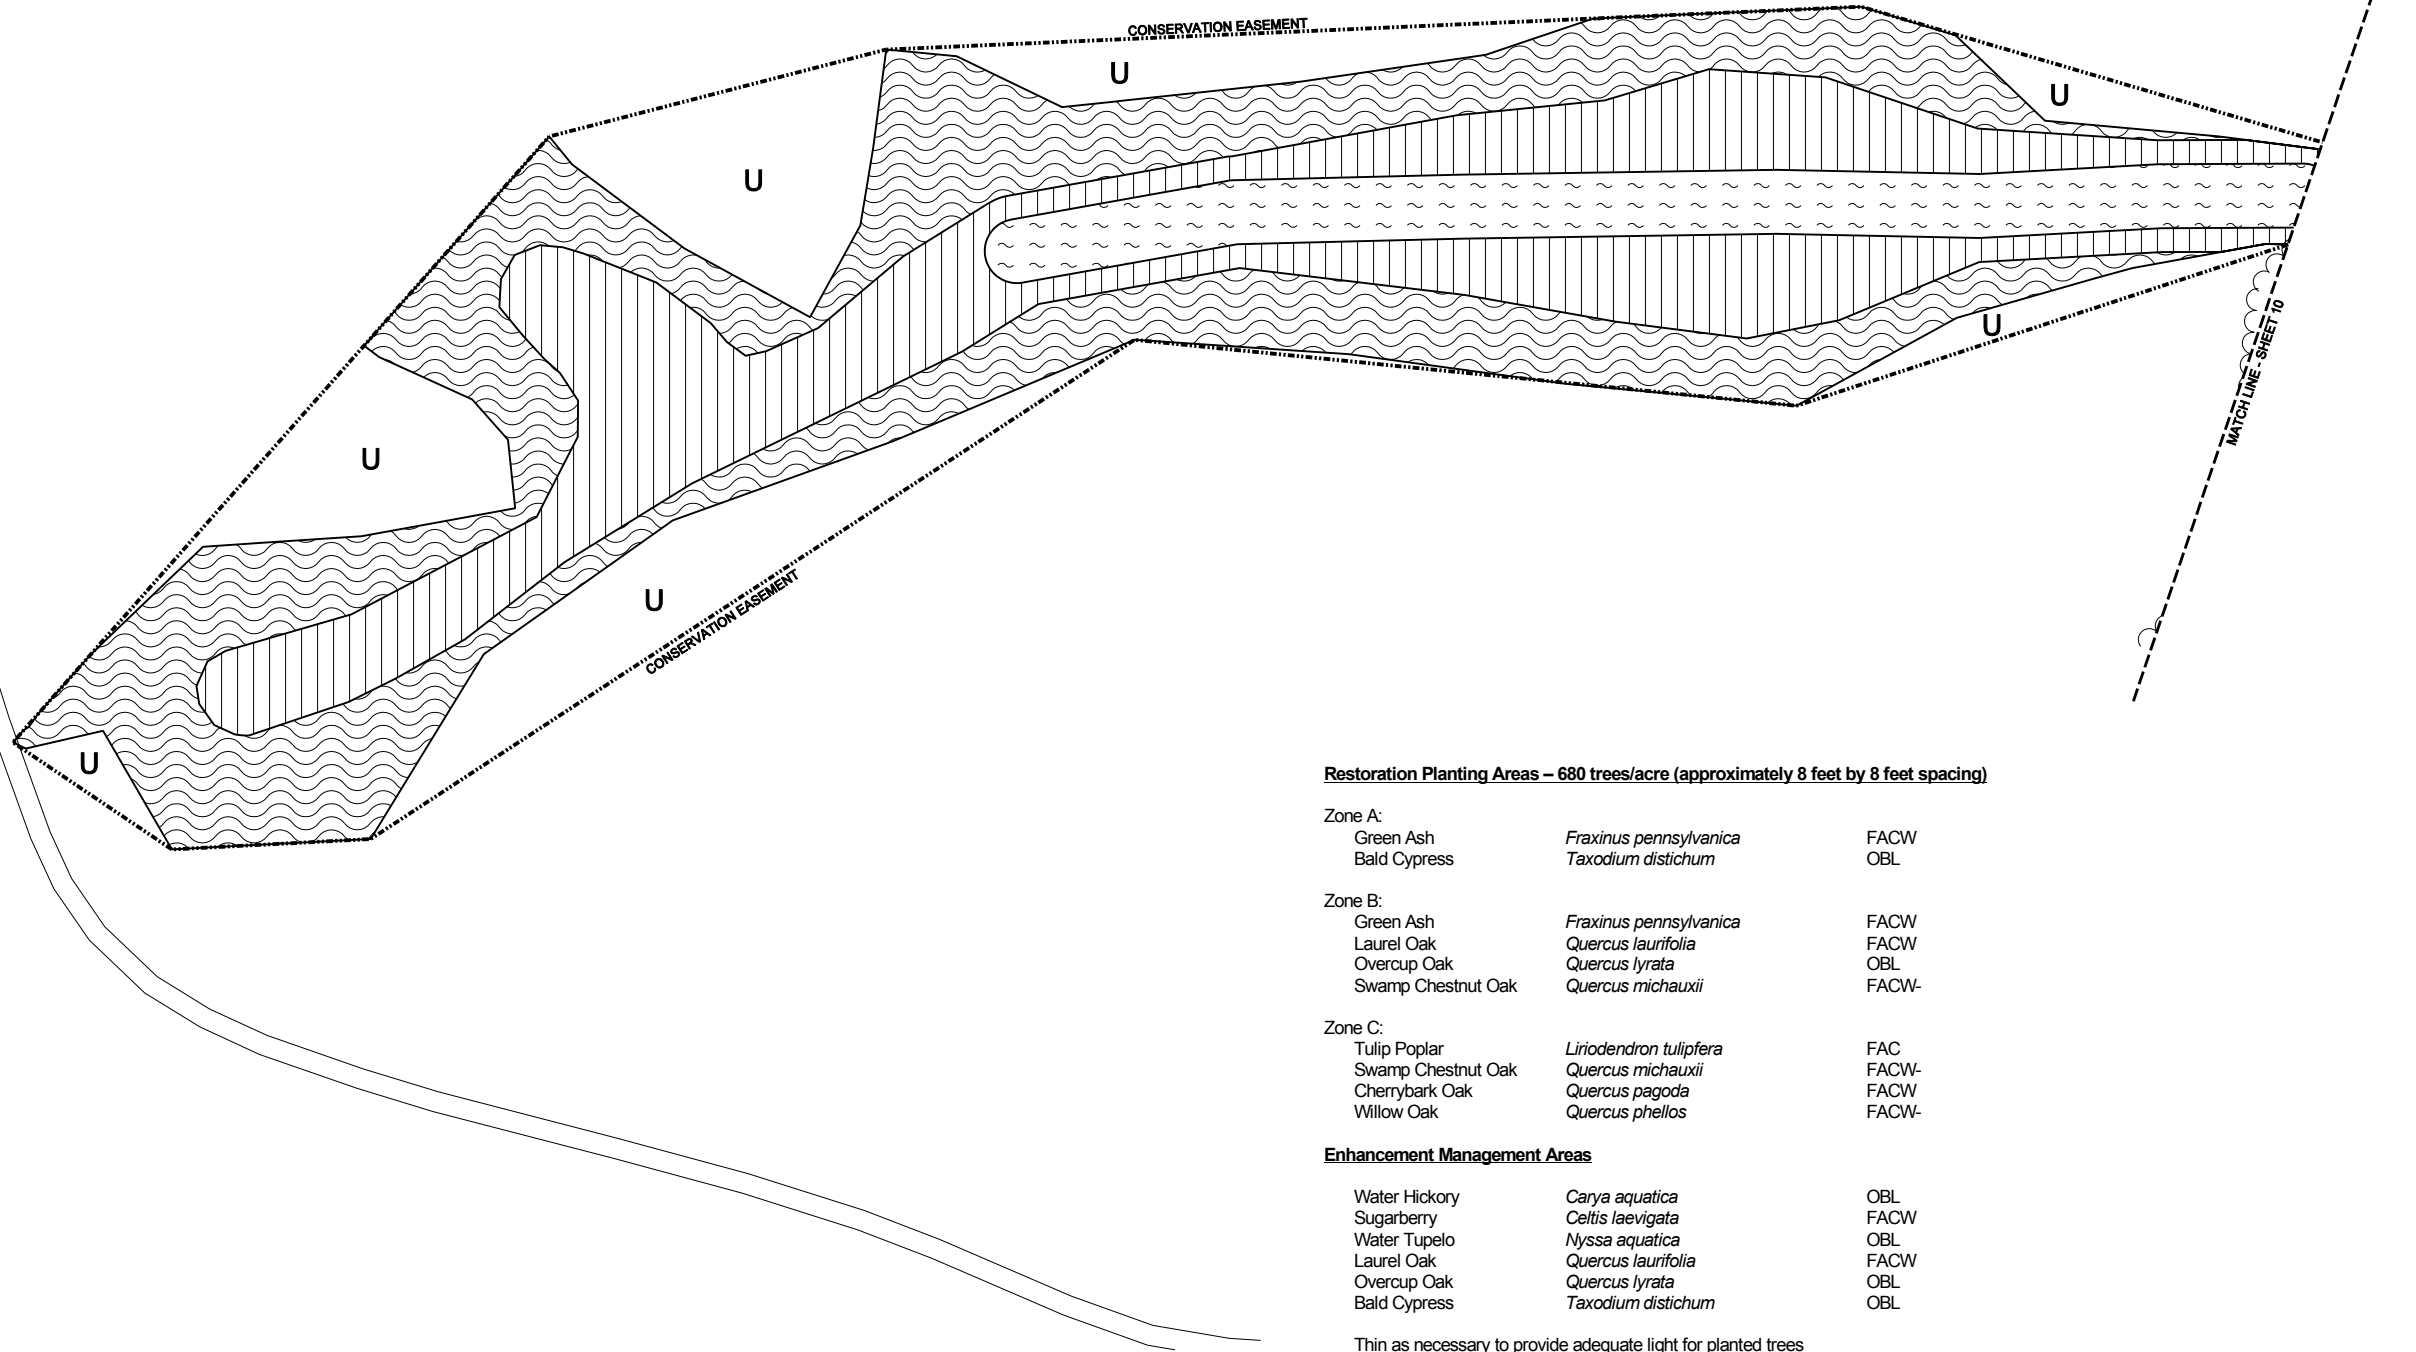 CONSERVATION EASEMENT
U
U
U
U
U
MATCH LINE - SHEET 10
CONSERVATION EASEMENT
U
U
Restoration Planting Areas – 680 trees/acre (approximately 8 feet by 8 feet spacing)
Zone A:
Green Ash Fraxinus pennsylvanica FACW
Bald Cypress Taxodium distichum OBL
Zone B:
Green Ash Fraxinus pennsylvanica FACW
Laurel Oak Quercus laurifolia FACW
Overcup Oak Quercus lyrata OBL
Swamp Chestnut Oak Quercus michauxii FACW-
Zone C:
Tulip Poplar Liriodendron tulipfera FAC
Swamp Chestnut Oak Quercus michauxii FACW-
Cherrybark Oak Quercus pagoda FACW
Willow Oak Quercus phellos FACW-
Enhancement Management Areas
Water Hickory Carya aquatica OBL
Sugarberry Celtis laevigata FACW
Water Tupelo Nyssa aquatica OBL
Laurel Oak Quercus laurifolia FACW
Overcup Oak Quercus lyrata OBL
Bald Cypress Taxodium distichum OBL
Thin as necessary to provide adequate light for planted trees